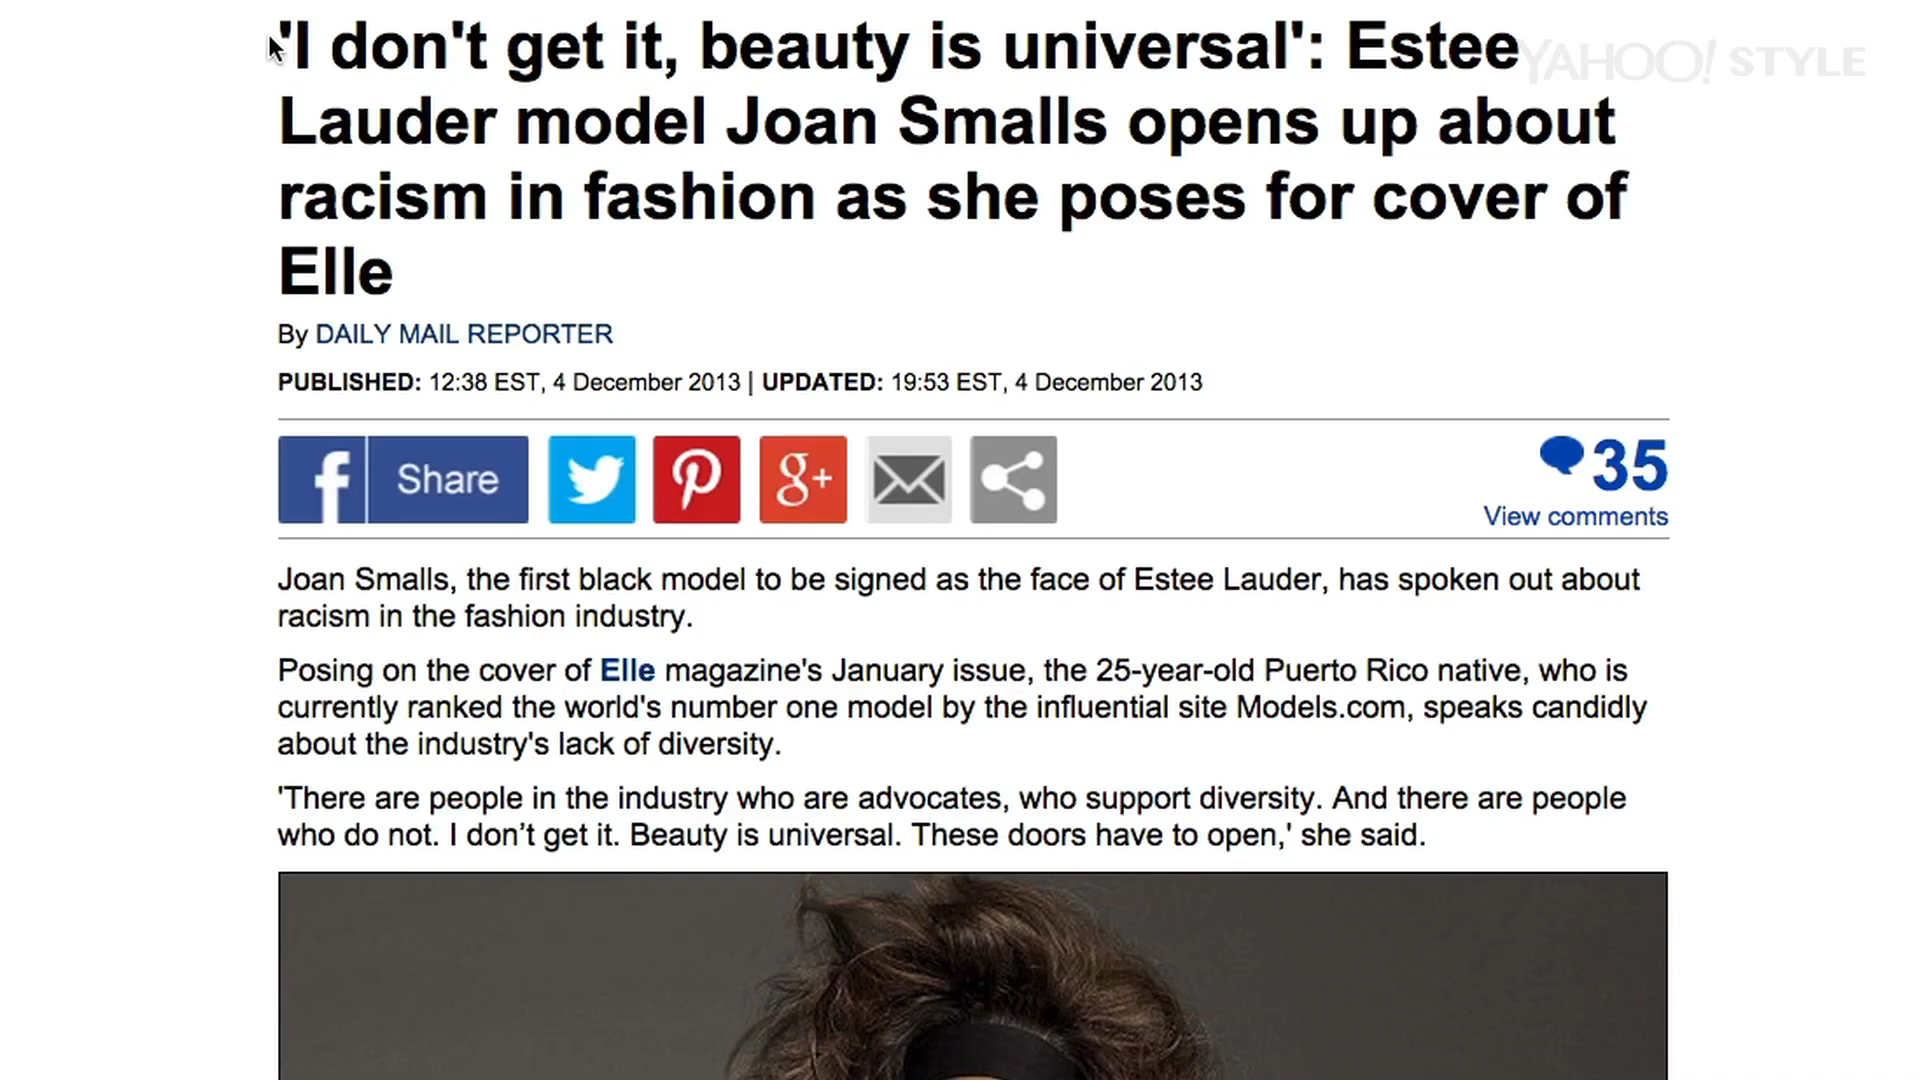 'I don't get it, beauty is universal': Estee
YAHOO! STYLE
Lauder model Joan Smalls opens up about
racism in fashion as she poses for cover of
Elle
By DAILY MAIL REPORTER
PUBLISHED: 12:38 EST, 4 December 2013 | UPDATED: 19:53 EST, 4 December 2013
f Share
g+
35
View comments
Joan Smalls, the first black model to be signed as the face of Estee Lauder, has spoken out about
racism in the fashion industry.
Posing on the cover of Elle magazine's January issue, the 25-year-old Puerto Rico native, who is
currently ranked the world's number one model by the influential site Models.com, speaks candidly
about the industry's lack of diversity.
'There are people in the industry who are advocates, who support diversity. And there are people
who do not. I don’t get it. Beauty is universal. These doors have to open,' she said.